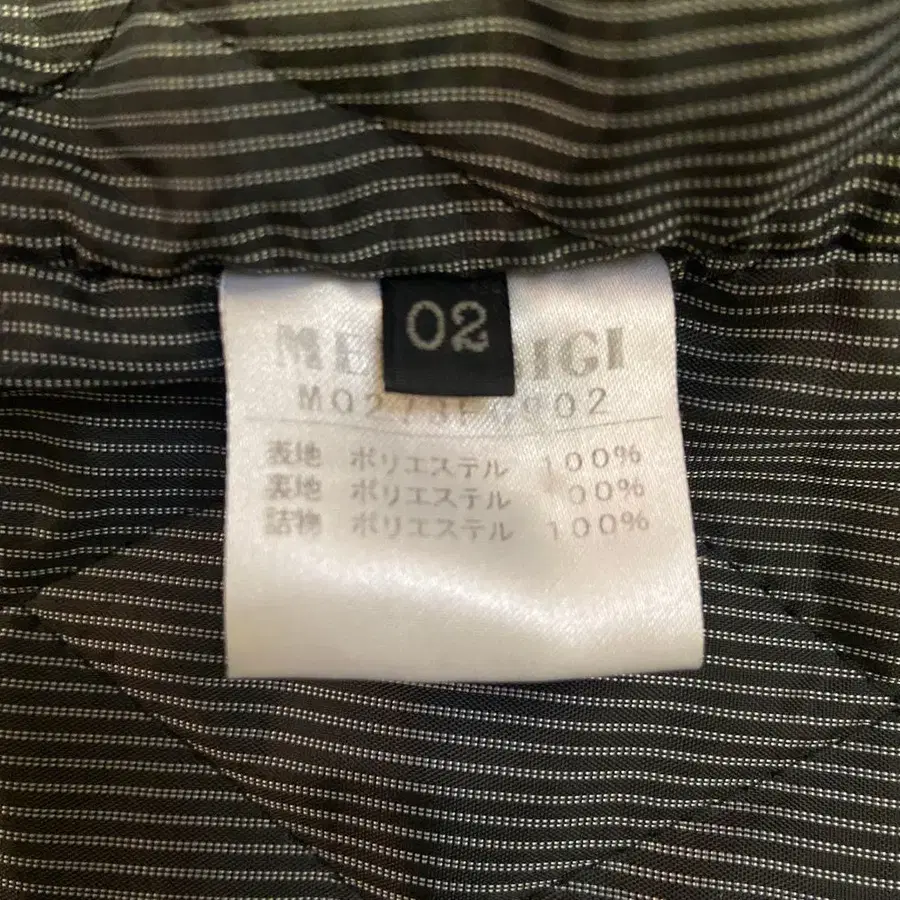 02
表地 ポリエステル 100%
裏地 ポリエステル 100%
詰物 ポリエステル 100%